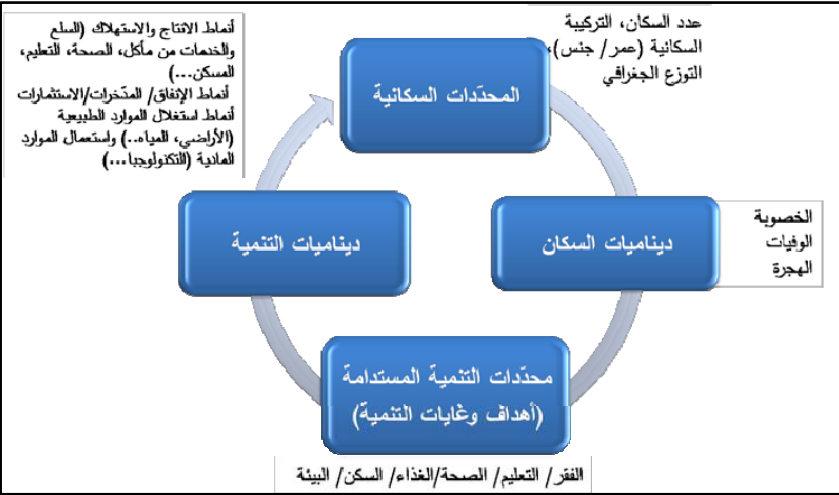 عدد السكان، التركيبة
السكانية (عمر/ جنس)،
التوزع الجغرافي
المحدّدات السكانية
أنماط الانتاج والاستهلاك (السلع
والخدمات من مأكل، الصحة، التعليم،
المسكن...)
أنماط الإنفاق/ المدّخرات/الاستثمارات
أنماط استغلال الموارد الطبيعية
(الأراضي، المياه..) واستعمال الموارد
المادية (التكنولوجيا...)
ديناميات السكان
الخصوبة
الوفيات
الهجرة
ديناميات التنمية
محدّدات التنمية المستدامة
(أهداف وغايات التنمية)
الفقر/ التعليم/ الصحة/الغذاء/ السكن/ البيئة